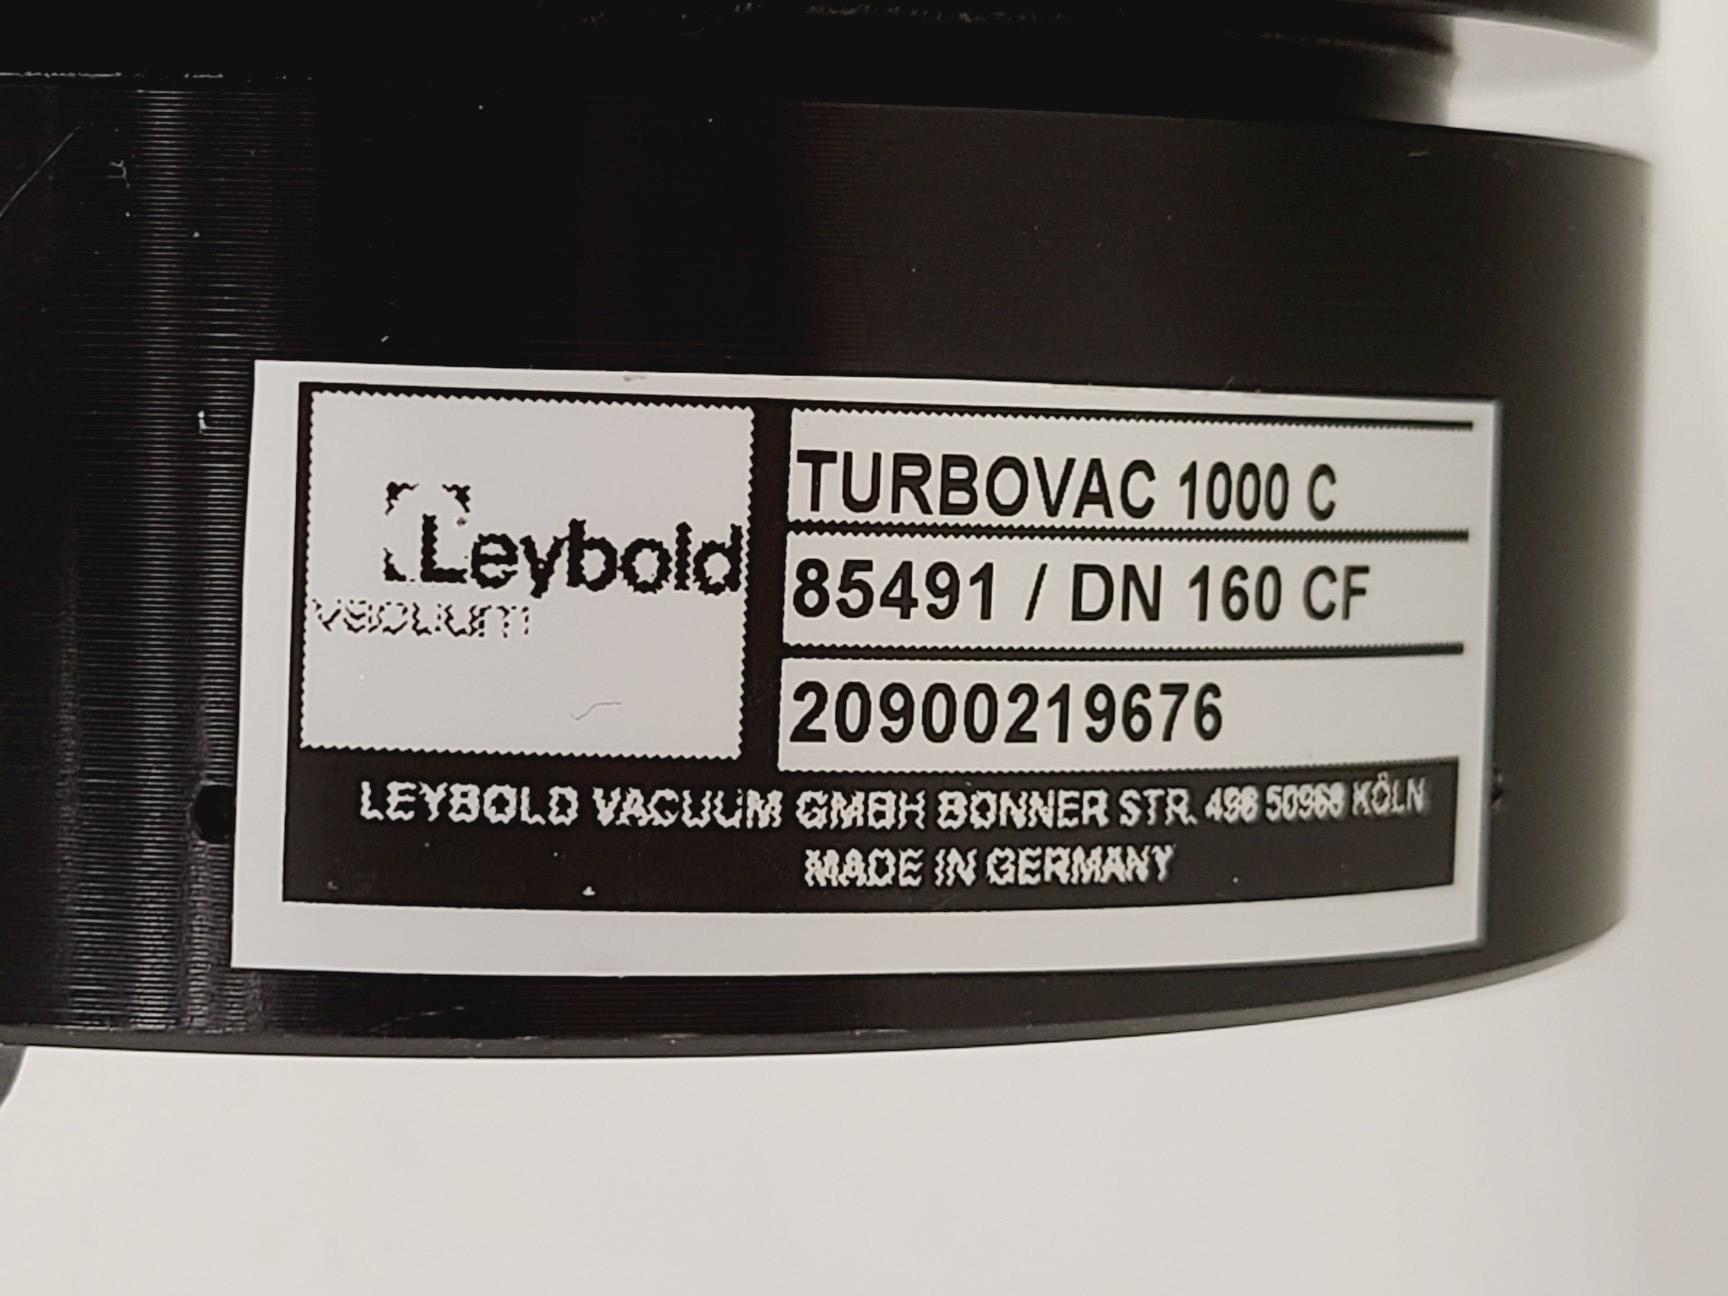 Leybold
vacuum
TURBOVAC 1000 C
85491 / DN 160 CF
20900219676
LEYBOLD VACUUM GMBH BONNER STR. 498 50968 KÖLN
MADE IN GERMANY